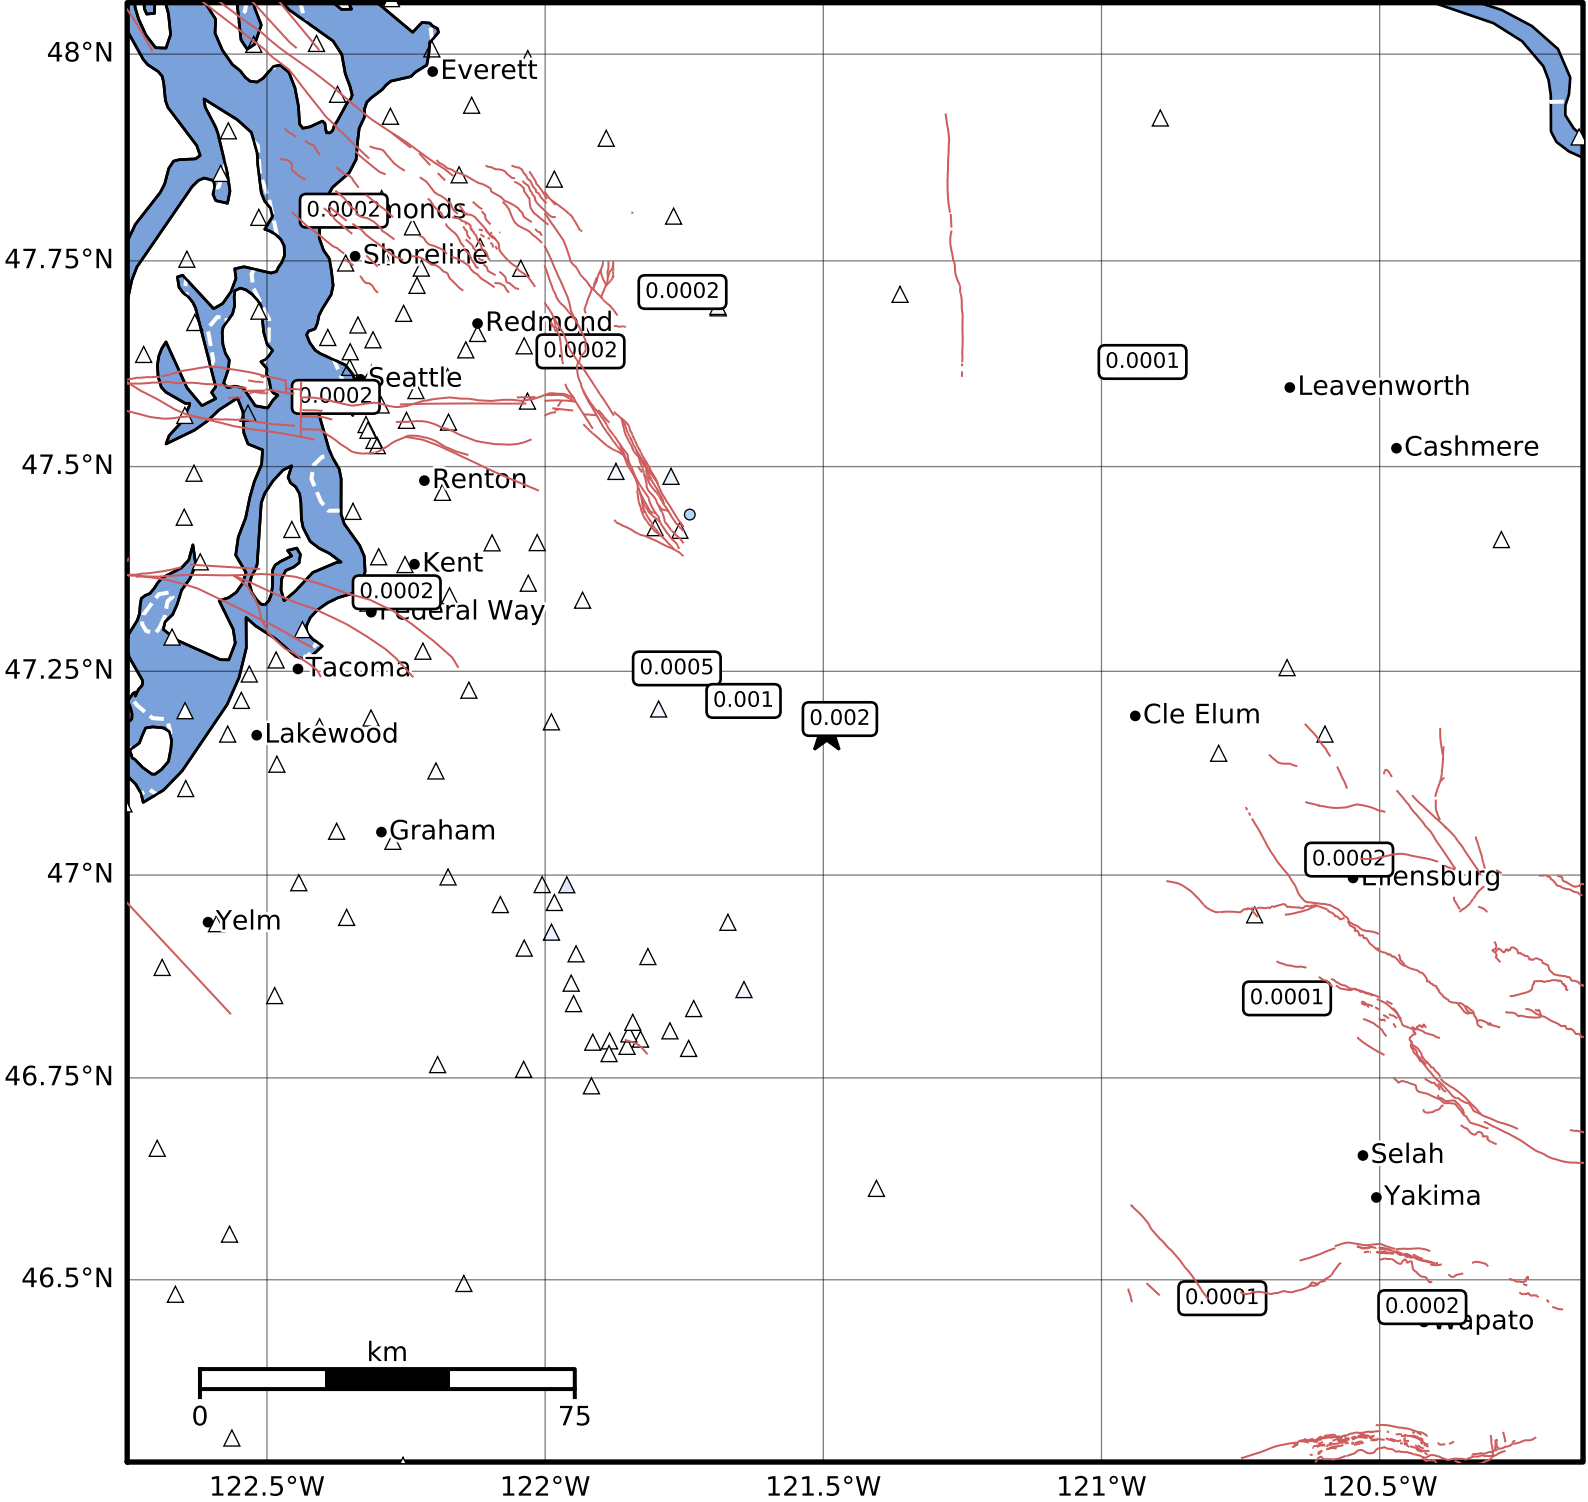 48°N
Everett
0.0002
monds
47.75°N
Shoreline
0.0002
Redmond
0.0002
0.0001
Seattle
0.0002
Leavenworth
Cashmere
47.5°N
Renton
Kent
0.0002
Federal Way
47.25°N
Tacoma
0.0005
0.001
0.002
Cle Elum
Lakewood
Graham
0.0002
47°N
Ellensburg
Yelm
0.0001
46.75°N
Selah
Yakima
46.5°N
0.0001
0.0002
Wapato
km
0 75
122.5°W 122°W 121.5°W 121°W 120.5°W